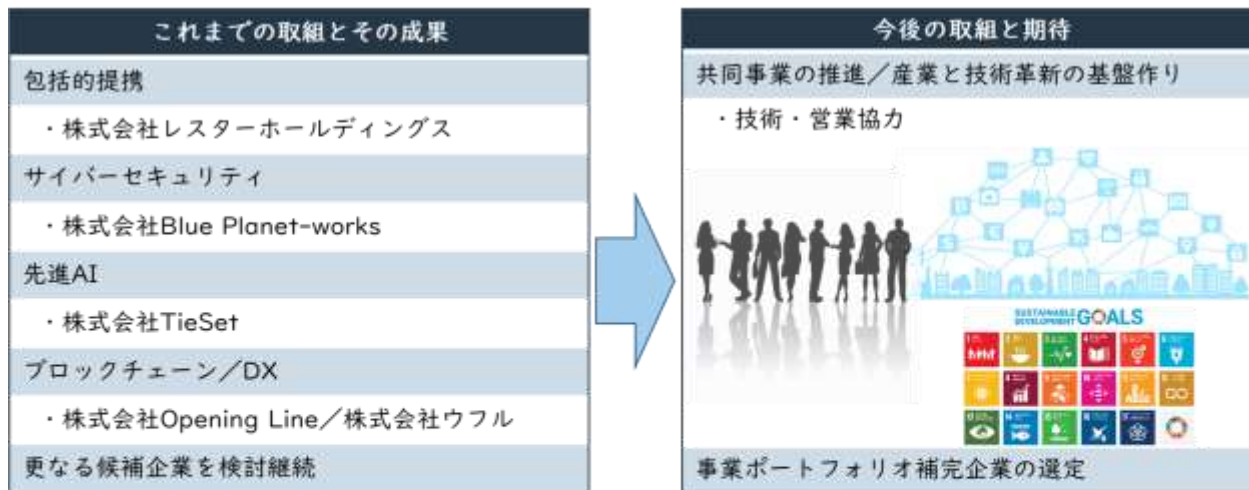 これまでの取組とその成果
包括的提携
・株式会社レスターホールディングス
サイバーセキュリティ
・株式会社Blue Planet-works
先進AI
・株式会社TieSet
ブロックチェーン／DX
・株式会社Opening Line／株式会社ウフル
更なる候補企業を検討継続
今後の取組と期待
共同事業の推進／産業と技術革新の基盤作り
・技術・営業協力
SUSTAINABLE
DEVELOPMENT GOALS
事業ポートフォリオ補完企業の選定